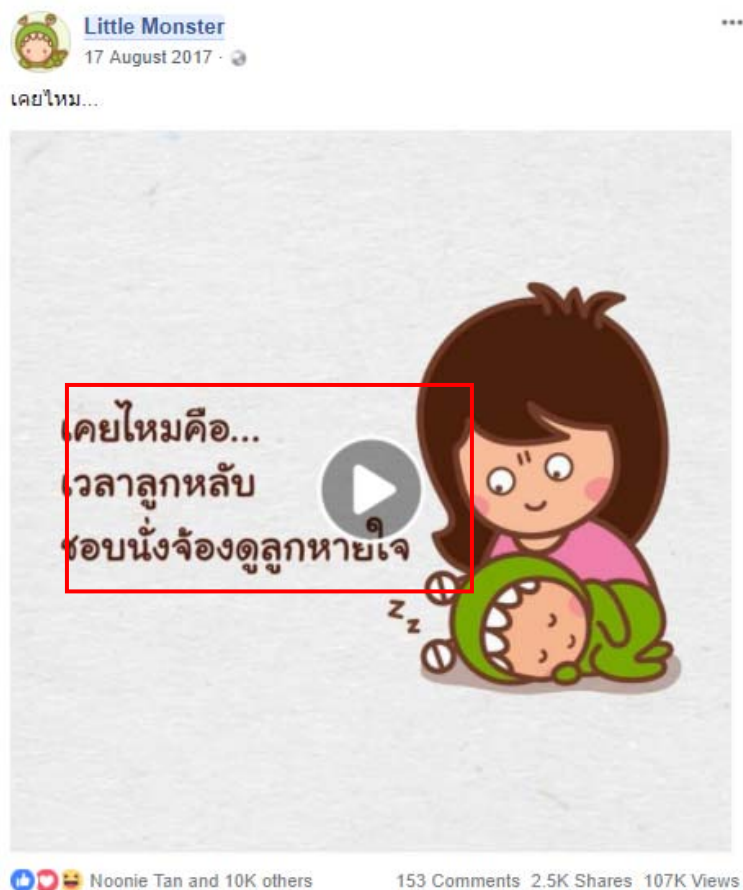 Little Monster
17 August 2017 ·
เคยไหม...
เคยไหมคือ...
เวลาลูกหลับ
ชอบนั่งจ้องดูลูกหายใจ
z z
Noonie Tan and 10K others
153 Comments 2.5K Shares 107K Views